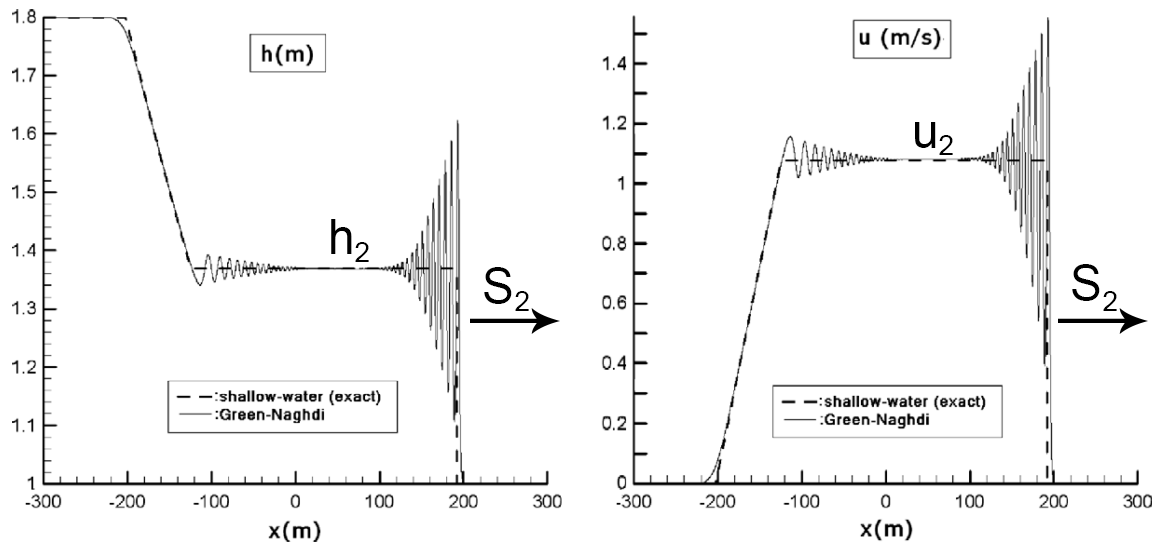 h(m)
1.8
1.7
1.6
1.5
1.4
1.3
1.2
1.1
1
h₂
S₂
:shallow-water (exact)
:Green-Naghdi
-300 -200 -100 0 100 200 300
x(m)
u (m/s)
1.4
1.2
1
0.8
0.6
0.4
0.2
0
u₂
S₂
:shallow-water (exact)
:Green-Naghdi
-300 -200 -100 0 100 200 300
x(m)